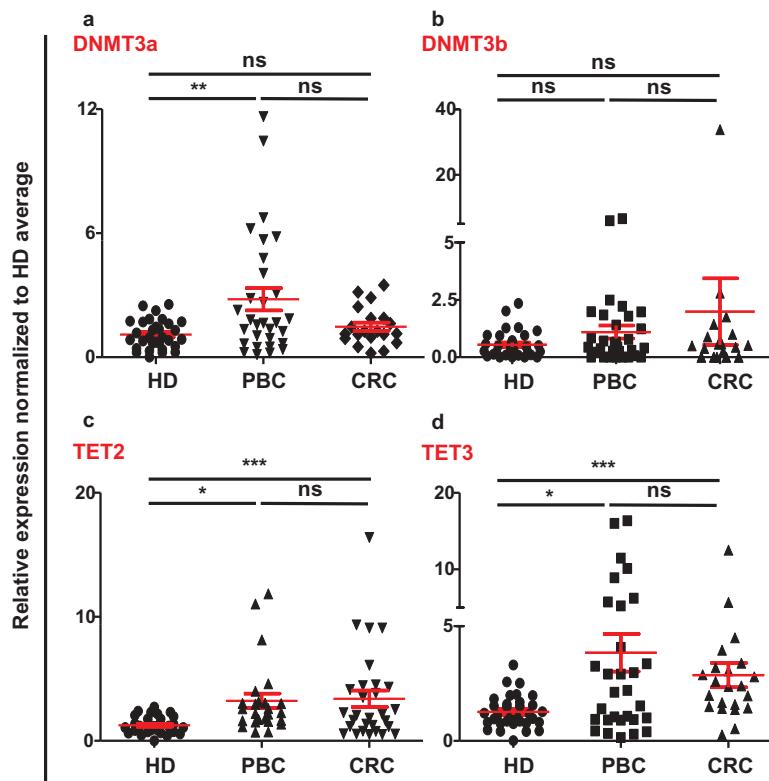 a
DNMT3a
ns
**
ns
12
6
0
HD
PBC
CRC
b
DNMT3b
ns
ns
ns
40
20
5
2.5
0.0
HD
PBC
CRC
c
TET2
***
*
ns
20
10
0
HD
PBC
CRC
d
TET3
***
*
ns
20
10
5
0
HD
PBC
CRC
Relative expression normalized to HD average